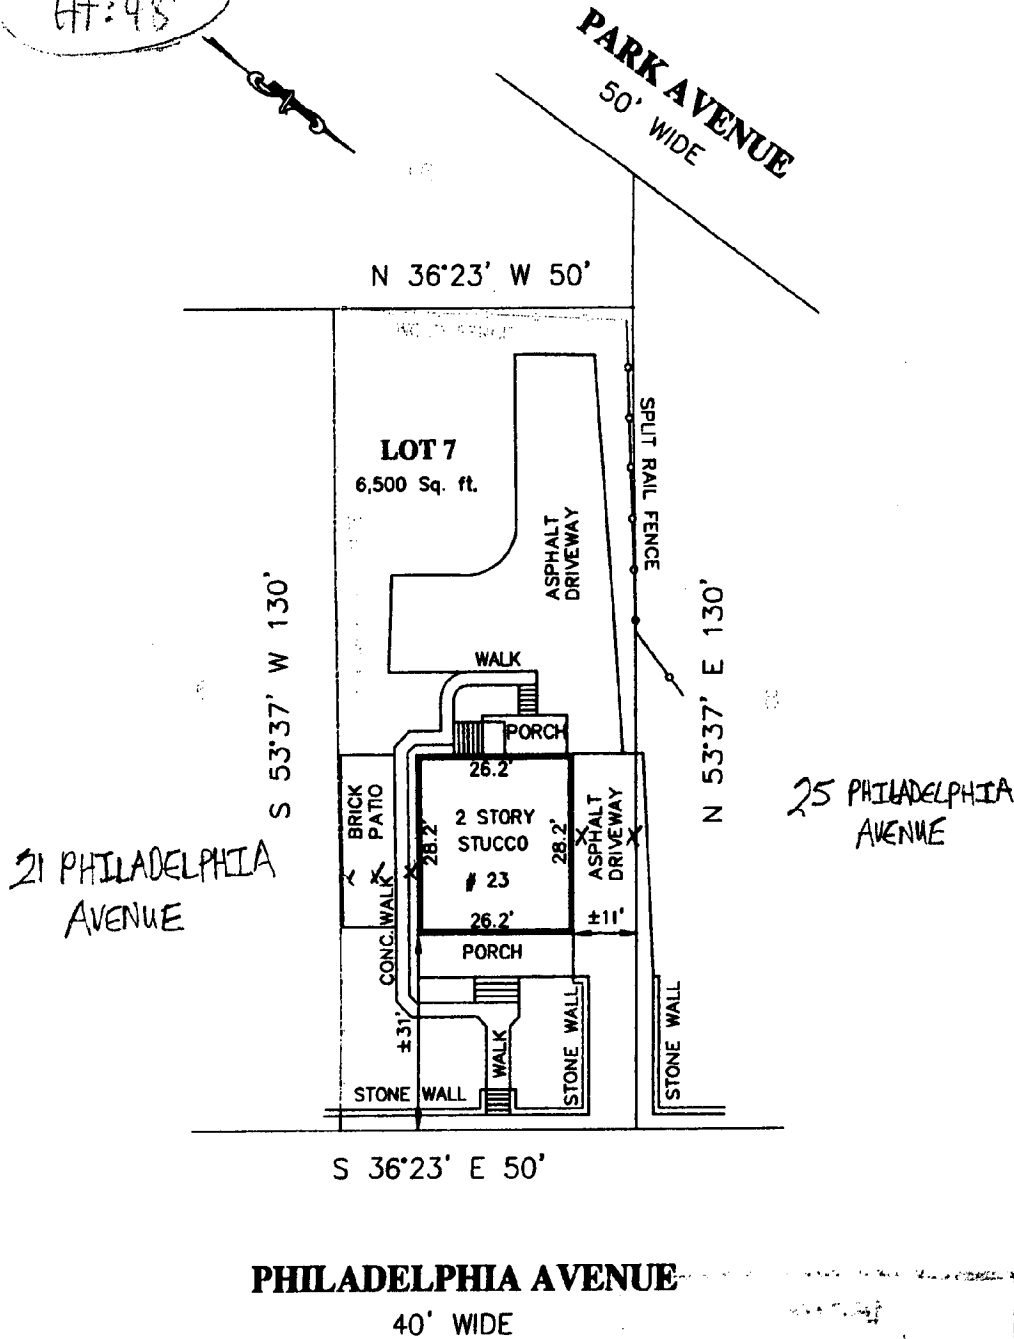 HT: 48"
PARK AVENUE
50' WIDE
N 36°23' W 50'
LOT 7
6,500 Sq. ft.
SPLIT RAIL FENCE
ASPHALT
DRIVEWAY
S 53°37' W 130'
N 53°37' E 130'
WALK
PORCH
26.2'
BRICK
PATIO
28.2'
2 STORY
STUCCO
# 23
28.2'
ASPHALT
DRIVEWAY
25 PHILADELPHIA
AVENUE
21 PHILADELPHIA
AVENUE
CONC. WALK
26.2'
±11'
PORCH
±31'
WALK
STONE WALL
STONE WALL
STONE WALL
S 36°23' E 50'
PHILADELPHIA AVENUE
40' WIDE